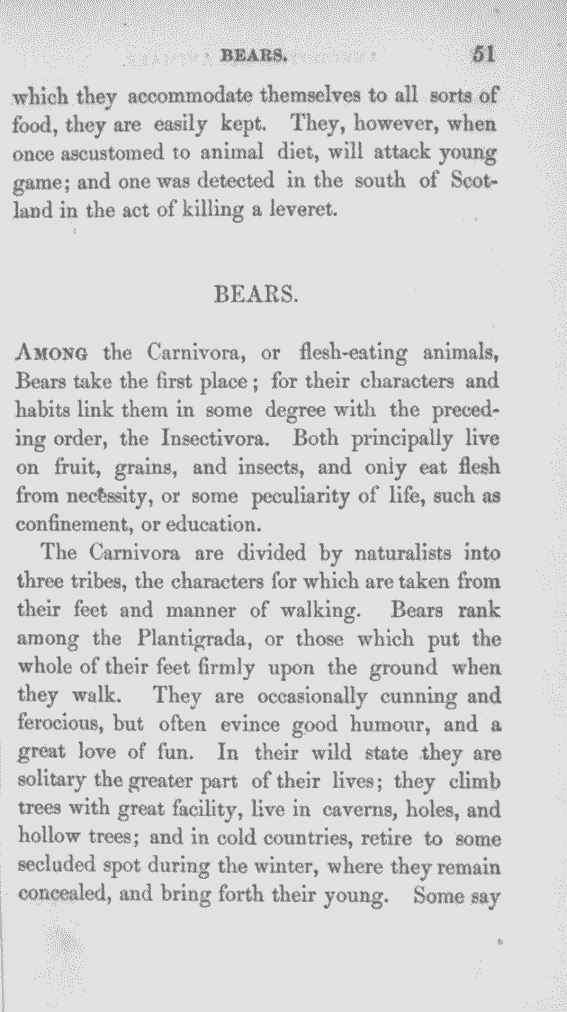 BEARS. 51
which they accommodate themselves to all sorts of
food, they are easily kept. They, however, when
once ascustomed to animal diet, will attack young
game; and one was detected in the south of Scot-
land in the act of killing a leveret.
BEARS.
AMONG the Carnivora, or flesh-eating animals,
Bears take the first place; for their characters and
habits link them in some degree with the preced-
ing order, the Insectivora. Both principally live
on fruit, grains, and insects, and only eat flesh
from necessity, or some peculiarity of life, such as
confinement, or education.
The Carnivora are divided by naturalists into
three tribes, the characters for which are taken from
their feet and manner of walking. Bears rank
among the Plantigrada, or those which put the
whole of their feet firmly upon the ground when
they walk. They are occasionally cunning and
ferocious, but often evince good humour, and a
great love of fun. In their wild state they are
solitary the greater part of their lives; they climb
trees with great facility, live in caverns, holes, and
hollow trees; and in cold countries, retire to some
secluded spot during the winter, where they remain
concealed, and bring forth their young. Some say